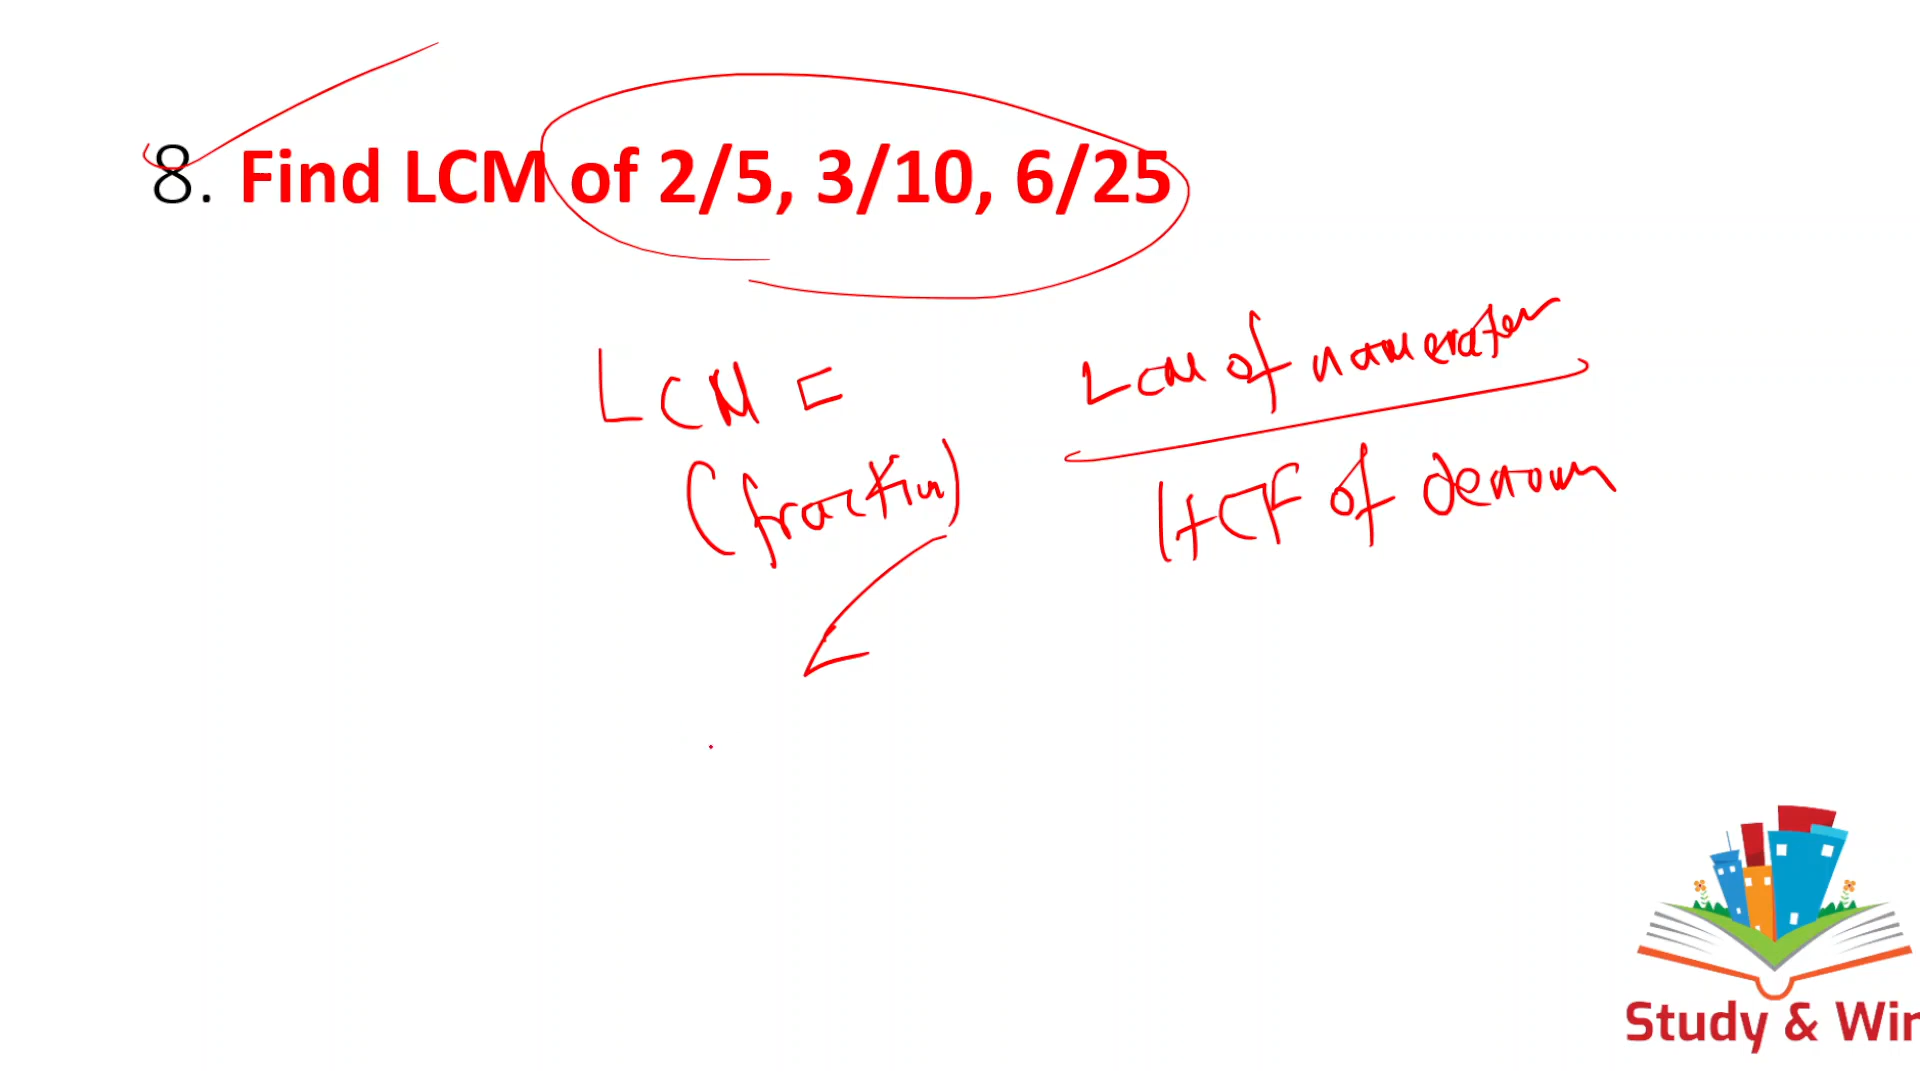 8. Find LCM of 2/5, 3/10, 6/25
LCM =
(fraction)
LCM of numerator
HCF of denom
Study & Win